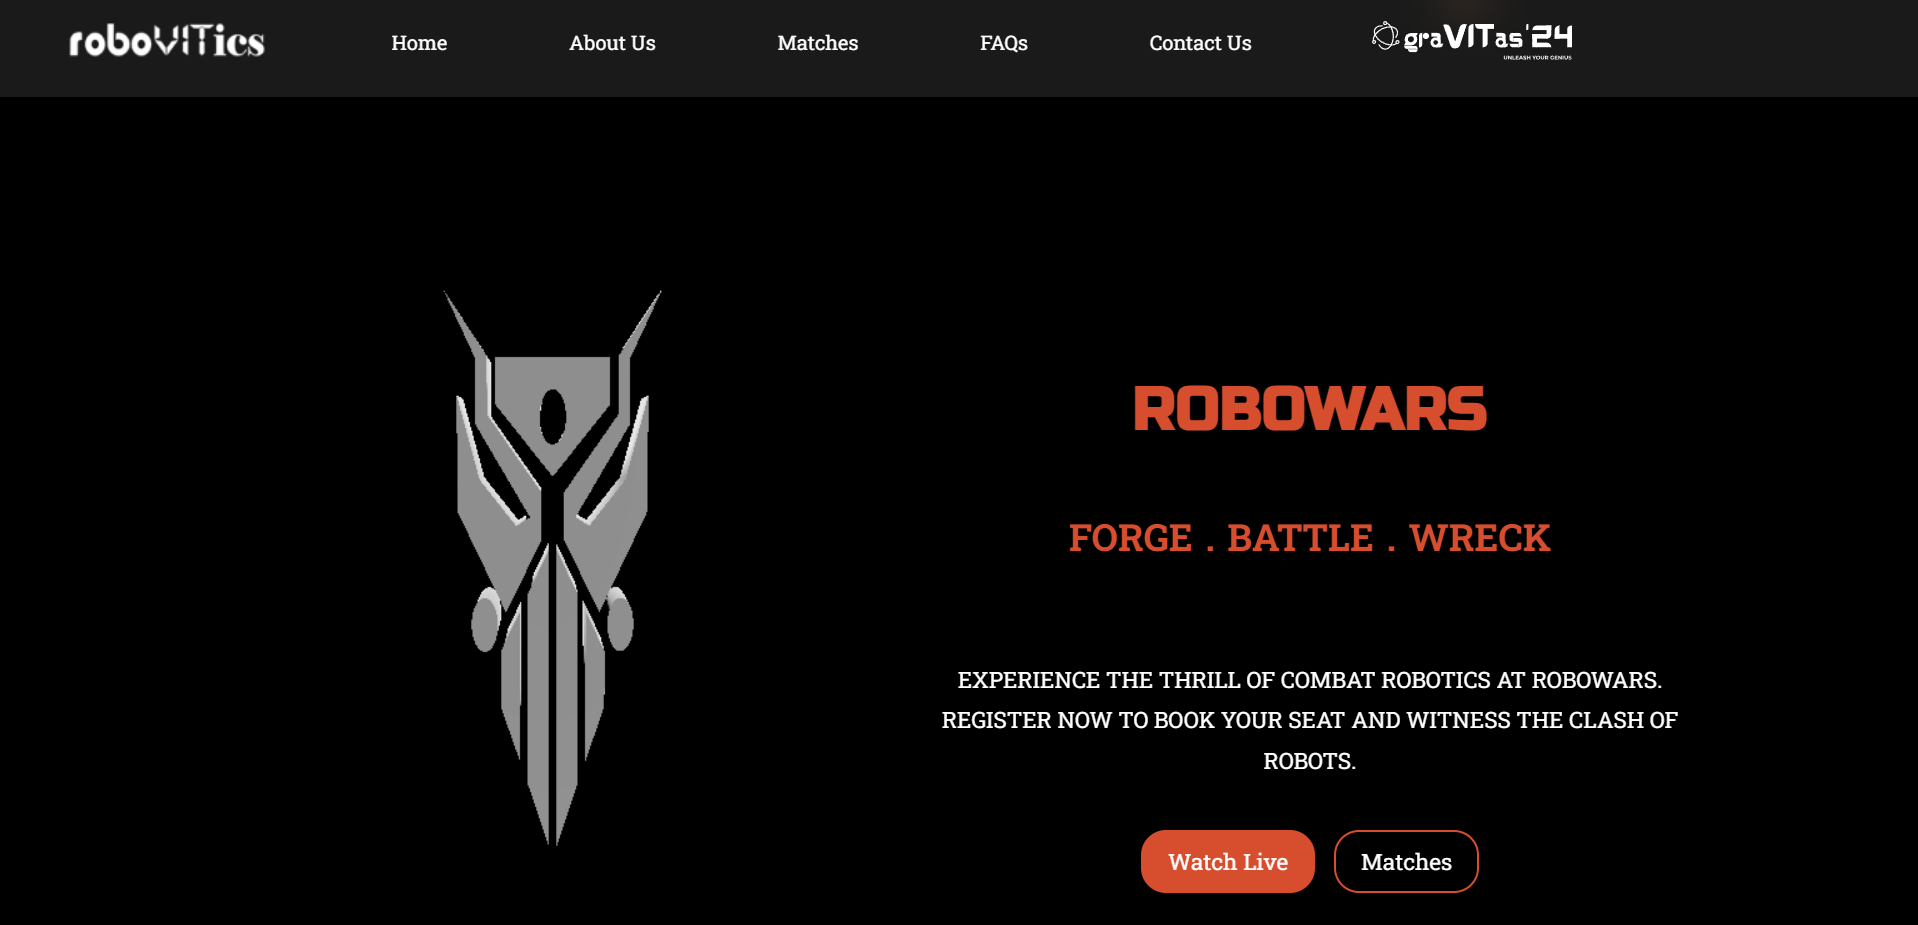 roboVITics
Home
About Us
Matches
FAQs
Contact Us
graVITas'24
UNLEASH YOUR GENIUS
ROBOWARS
FORGE . BATTLE . WRECK
EXPERIENCE THE THRILL OF COMBAT ROBOTICS AT ROBOWARS.
REGISTER NOW TO BOOK YOUR SEAT AND WITNESS THE CLASH OF
ROBOTS.
Watch Live
Matches